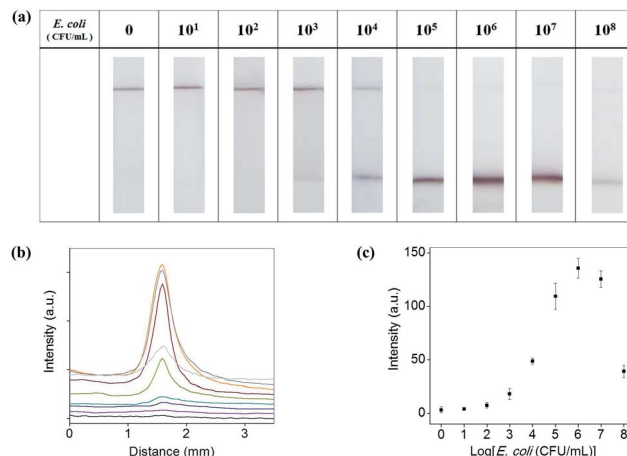 (a)
E. coli
( CFU/mL ) 0 10¹ 10² 10³ 10⁴ 10⁵ 10⁶ 10⁷ 10⁸
(b)
Intensity (a.u.)
0 1 2 3
Distance (mm)
(c)
Intensity (a.u.)
150
100
50
0
0 1 2 3 4 5 6 7 8
Log[E. coli (CFU/mL)]